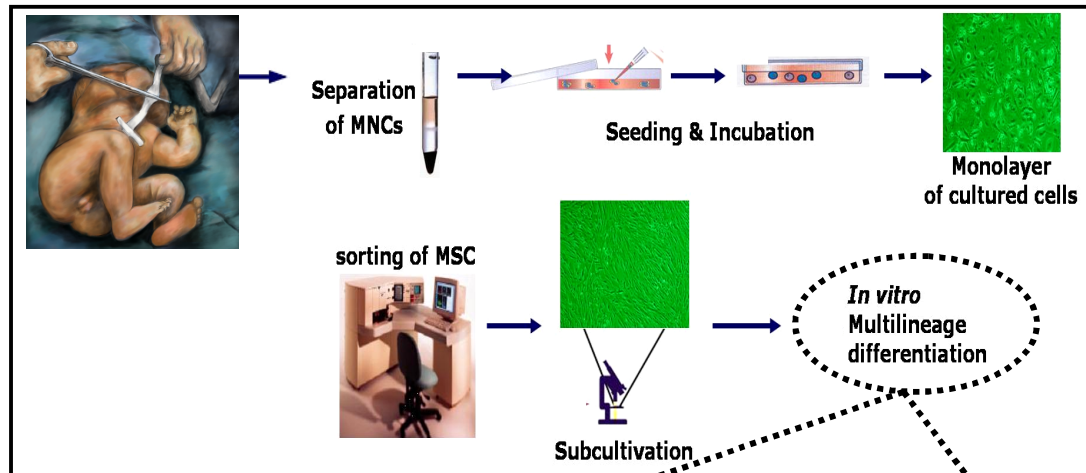 Separation
of MNCs
Seeding & Incubation
Monolayer
of cultured cells
sorting of MSC
Subcultivation
In vitro
Multilineage
differentiation